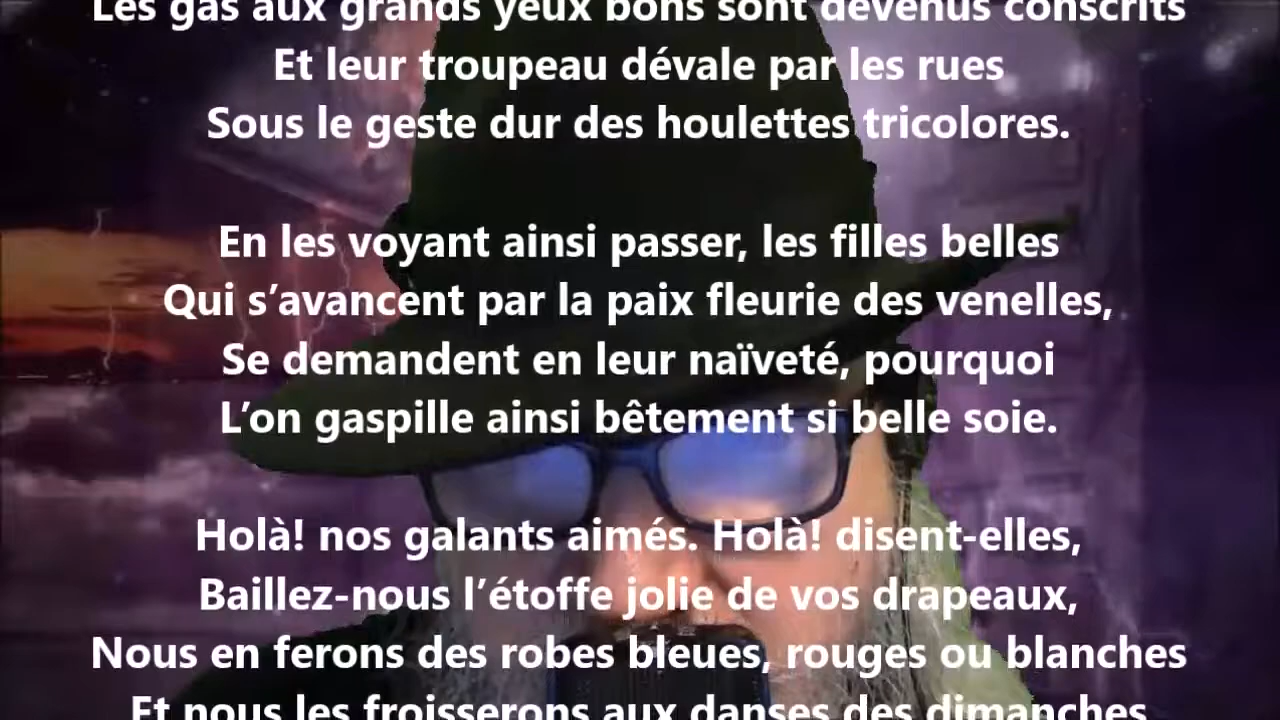 Les gas aux grands yeux bons sont devenus conscrits
Et leur troupeau dévale par les rues
Sous le geste dur des houlettes tricolores.
En les voyant ainsi passer, les filles belles
Qui s’avancent par la paix fleurie des venelles,
Se demandent en leur naïveté, pourquoi
L’on gaspille ainsi bêtement si belle soie.
Holà! nos galants aimés. Holà! disent-elles,
Baillez-nous l’étoffe jolie de vos drapeaux,
Nous en ferons des robes bleues, rouges ou blanches
Et nous les froisserons aux danses des dimanches